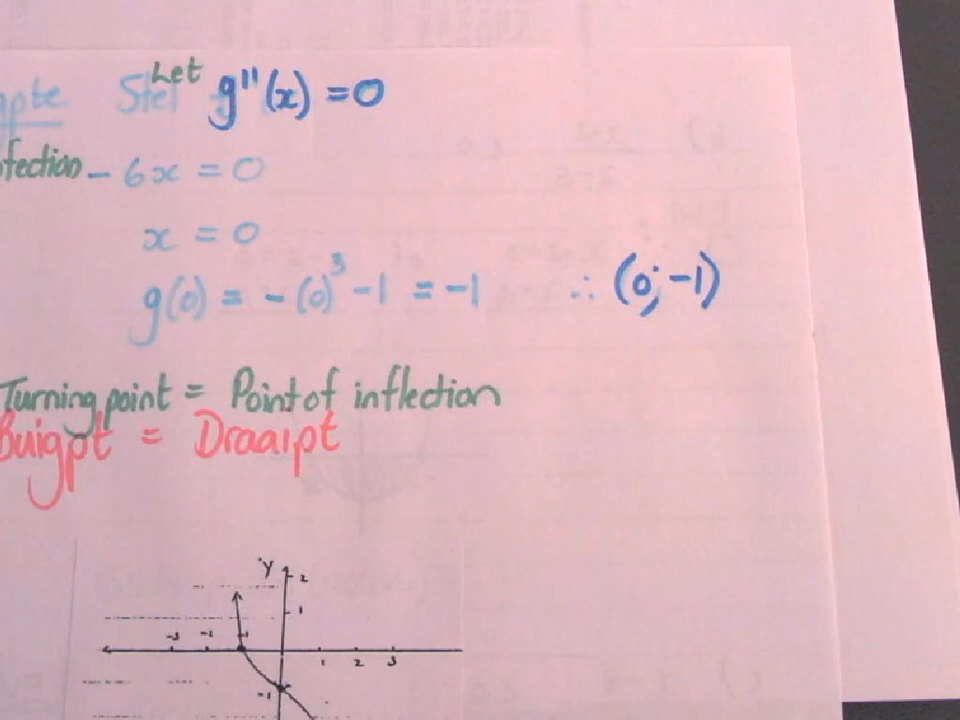 Let
Stel g''(x) = 0
- 6x = 0
x = 0
g(0) = -(0)³ - 1 = -1 ∴ (0; -1)
Turning point = Point of inflection
Buigpt = Draaipt
y
2
1
-3 -2 -1 1 2 3
-1